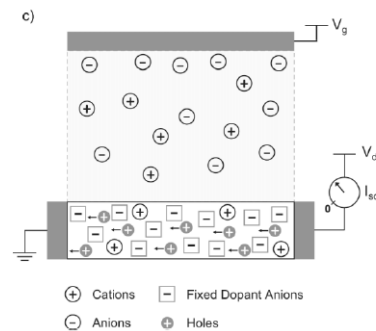 c)
V_g
V_d
I_sd
0
Cations
Fixed Dopant Anions
Anions
Holes